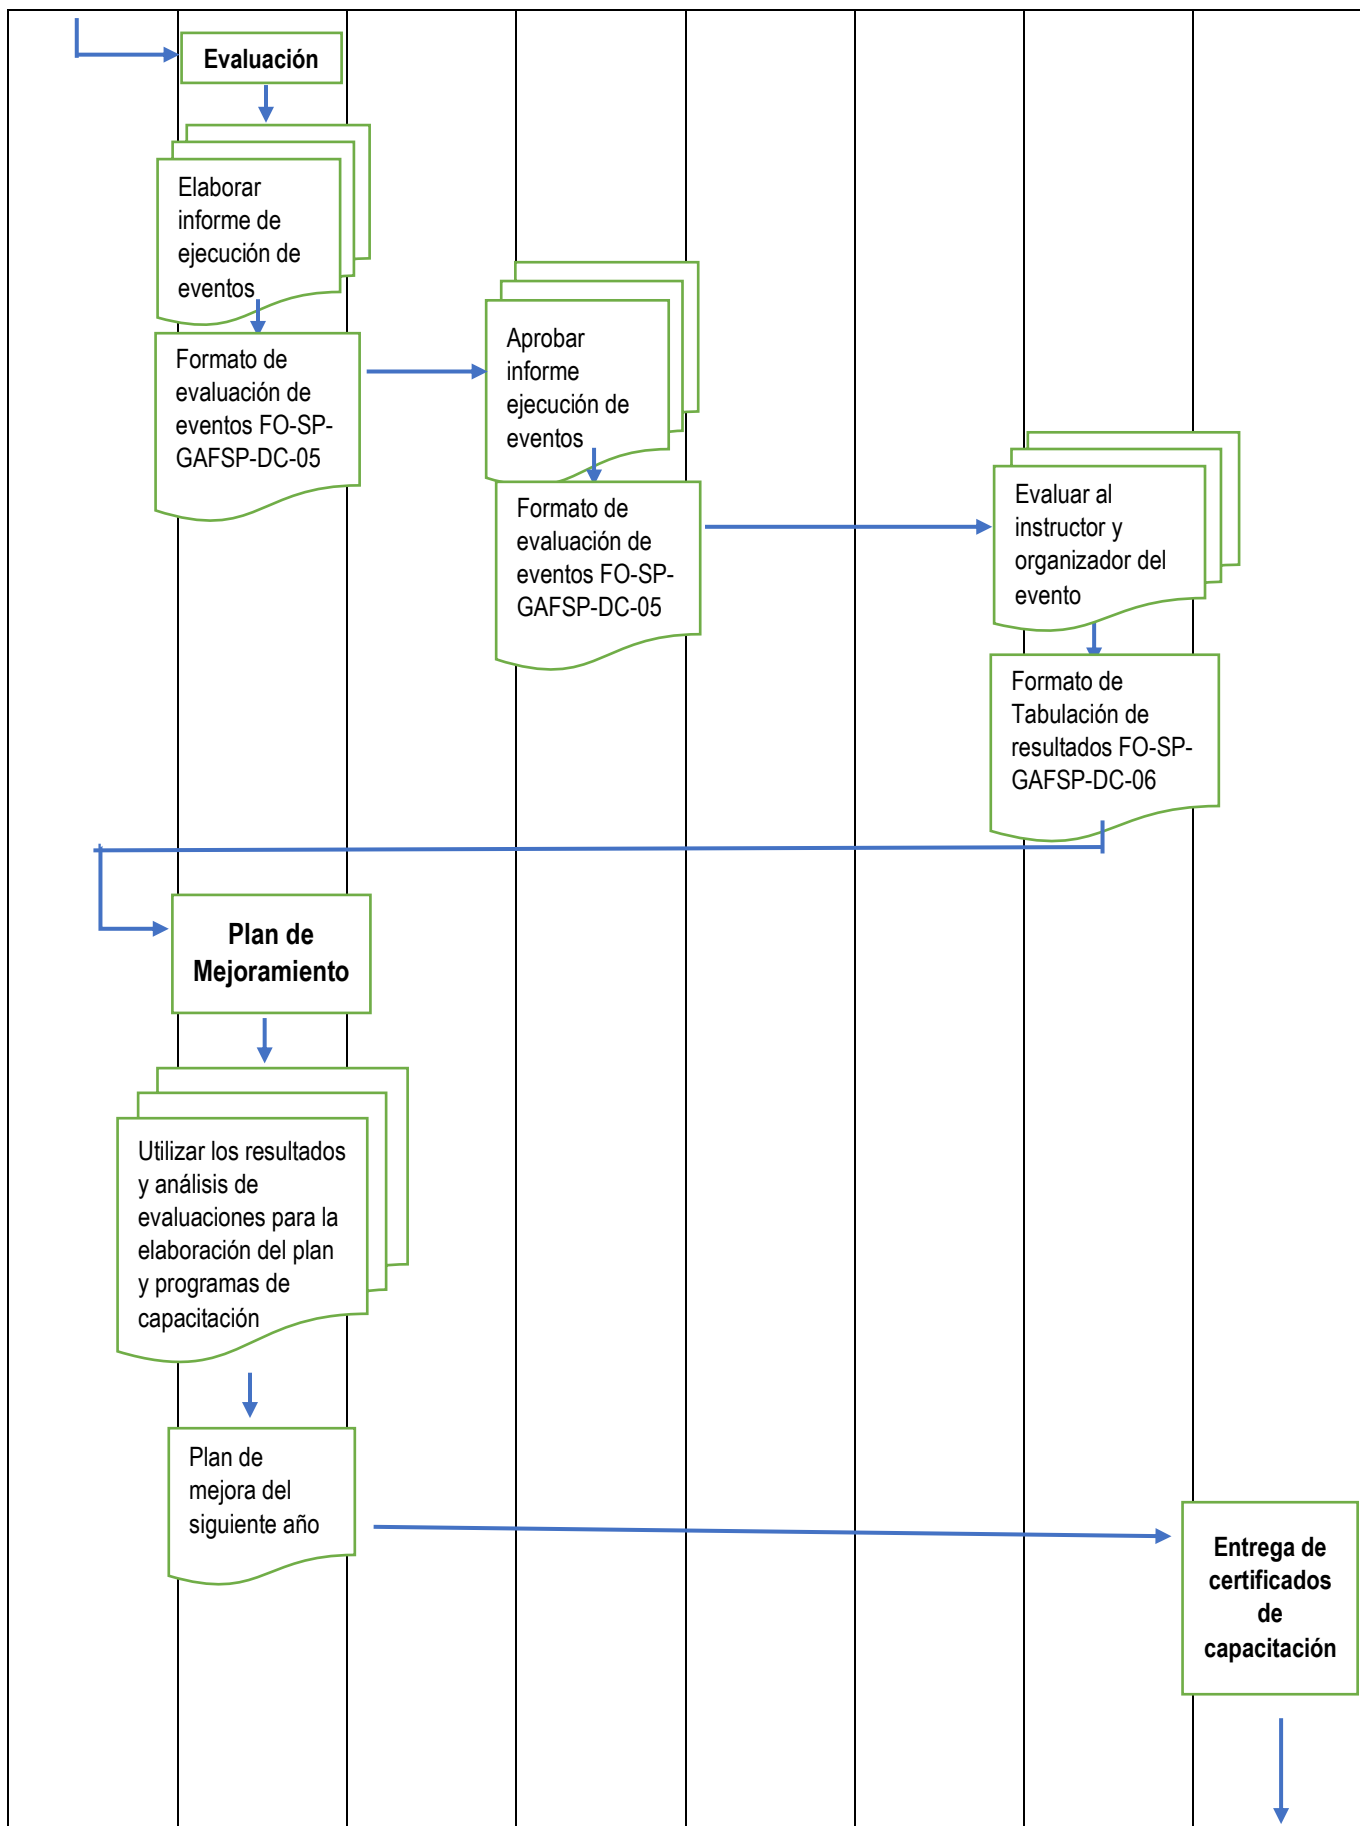 Evaluación
Elaborar
informe de
ejecución de
eventos
Formato de
evaluación de
eventos FO-SP-
GAFSP-DC-05
Aprobar
informe
ejecución de
eventos
Formato de
evaluación de
eventos FO-SP-
GAFSP-DC-05
Evaluar al
instructor y
organizador del
evento
Formato de
Tabulación de
resultados FO-SP-
GAFSP-DC-06
Plan de
Mejoramiento
Utilizar los resultados
y análisis de
evaluaciones para la
elaboración del plan
y programas de
capacitación
Plan de
mejora del
siguiente año
Entrega de
certificados
de
capacitación